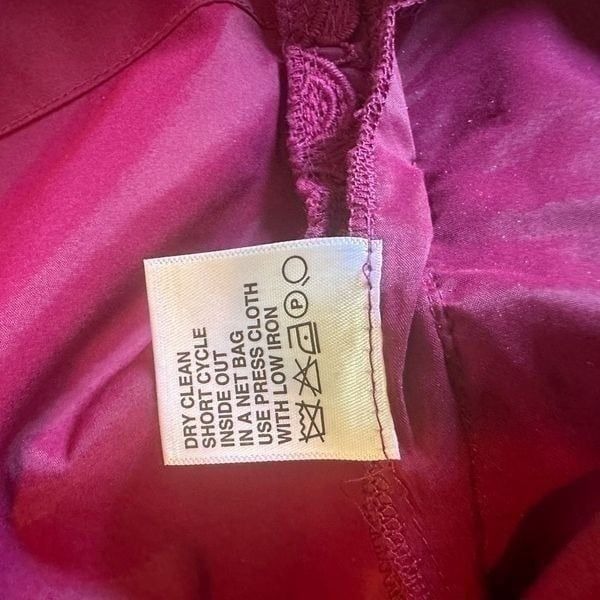 DRY CLEAN
SHORT CYCLE
INSIDE OUT
IN A NET BAG
USE PRESS CLOTH
WITH LOW IRON
P